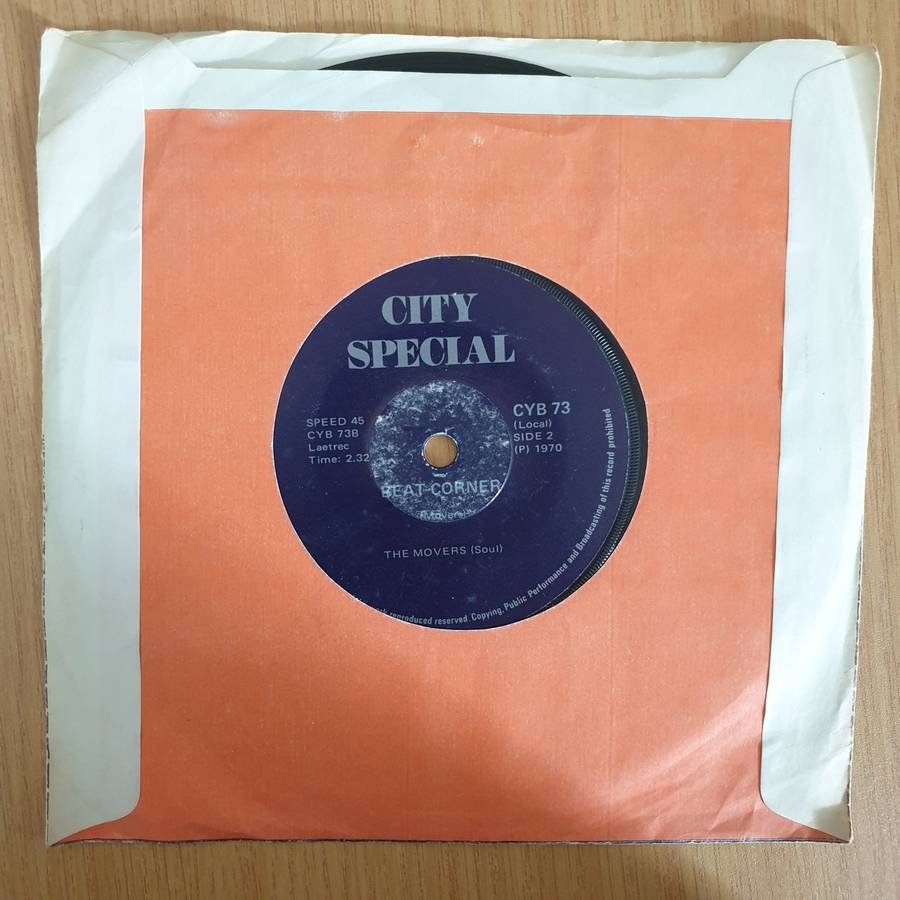 CITY
SPECIAL
SPEED 45
CYB 73B
Laetrec
Time: 2.32
CYB 73
(Local)
SIDE 2
(P) 1970
BEAT-CORNER
(Movers)
THE MOVERS (Soul)
reproduced reserved. Copying, Public Performance and Broadcasting of this record prohibited